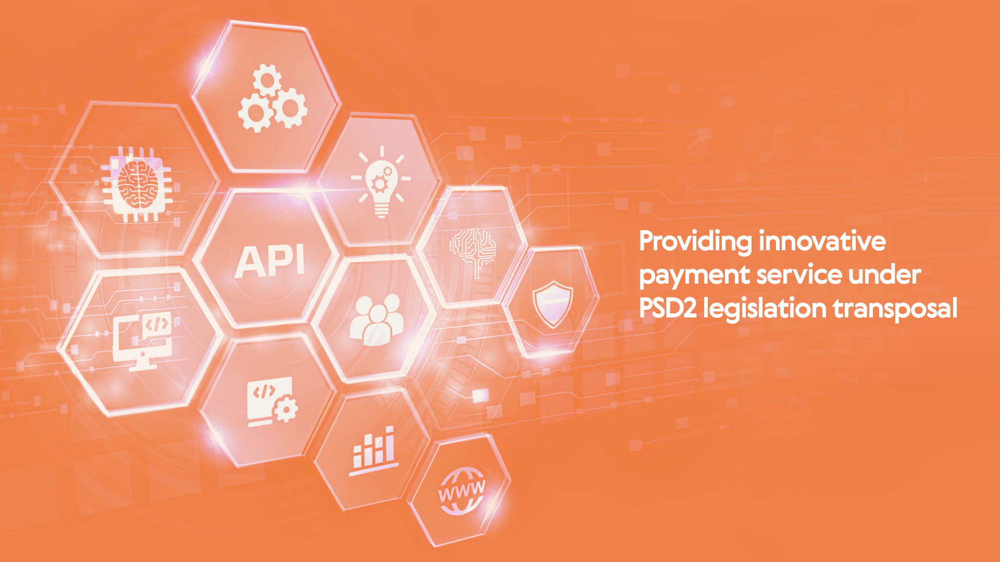 API
</>
</>
WWW
Providing innovative
payment service under
PSD2 legislation transposal